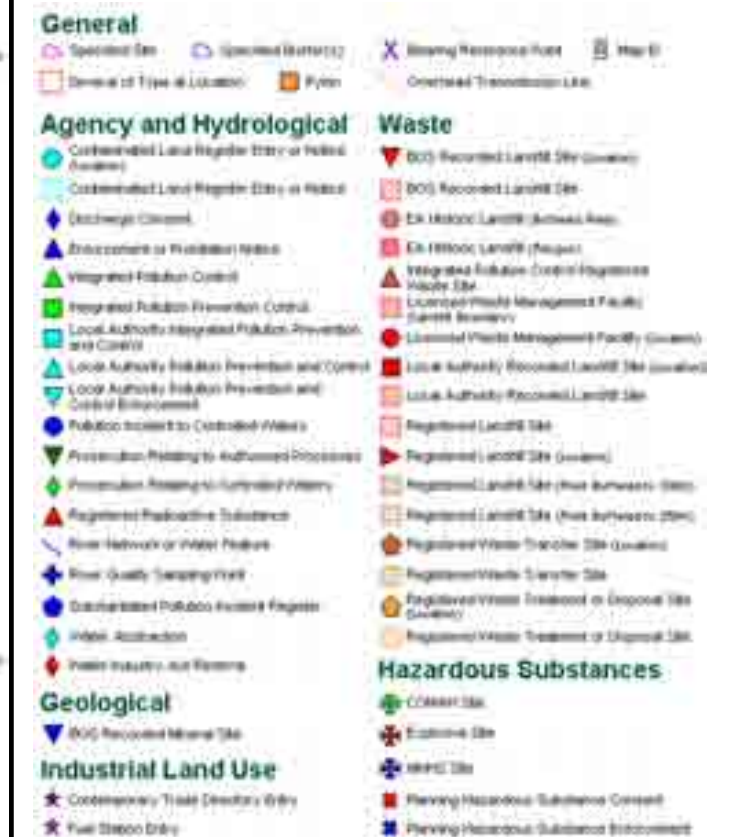 General
Specified Site
Specified Buffer(s)
Bearing Reference Point
Map ID
Several of Type at Location
Pylon
Overhead Transmission Line
Agency and Hydrological
Contaminated Land Register Entry or Notice
(Location)
Contaminated Land Register Entry or Notice
Discharge Consent
Enforcement or Prohibition Notice
Integrated Pollution Control
Integrated Pollution Prevention Control
Local Authority Integrated Pollution Prevention
and Control
Local Authority Pollution Prevention and Control
Local Authority Pollution Prevention and
Control Enforcement
Pollution Incident to Controlled Waters
Prosecution Relating to Authorised Processes
Prosecution Relating to Controlled Waters
Registered Radioactive Substance
River Network or Water Feature
River Quality Sampling Point
Substantiated Pollution Incident Register
Water Abstraction
Water Industry Act Referral
Geological
BGS Recorded Mineral Site
Industrial Land Use
Contemporary Trade Directory Entry
Fuel Station Entry
Waste
BGS Recorded Landfill Site (Location)
BGS Recorded Landfill Site
EA Historic Landfill (Buffered Point)
EA Historic Landfill (Polygon)
Integrated Pollution Control Registered
Waste Site
Licensed Waste Management Facility
(Landfill Boundary)
Licensed Waste Management Facility (Location)
Local Authority Recorded Landfill Site (Location)
Local Authority Recorded Landfill Site
Registered Landfill Site
Registered Landfill Site (Location)
Registered Landfill Site (Point Buffered to 100m)
Registered Landfill Site (Point Buffered to 250m)
Registered Waste Transfer Site (Location)
Registered Waste Transfer Site
Registered Waste Treatment or Disposal Site
(Location)
Registered Waste Treatment or Disposal Site
Hazardous Substances
COMAH Site
Explosive Site
NIHHS Site
Planning Hazardous Substance Consent
Planning Hazardous Substance Enforcement